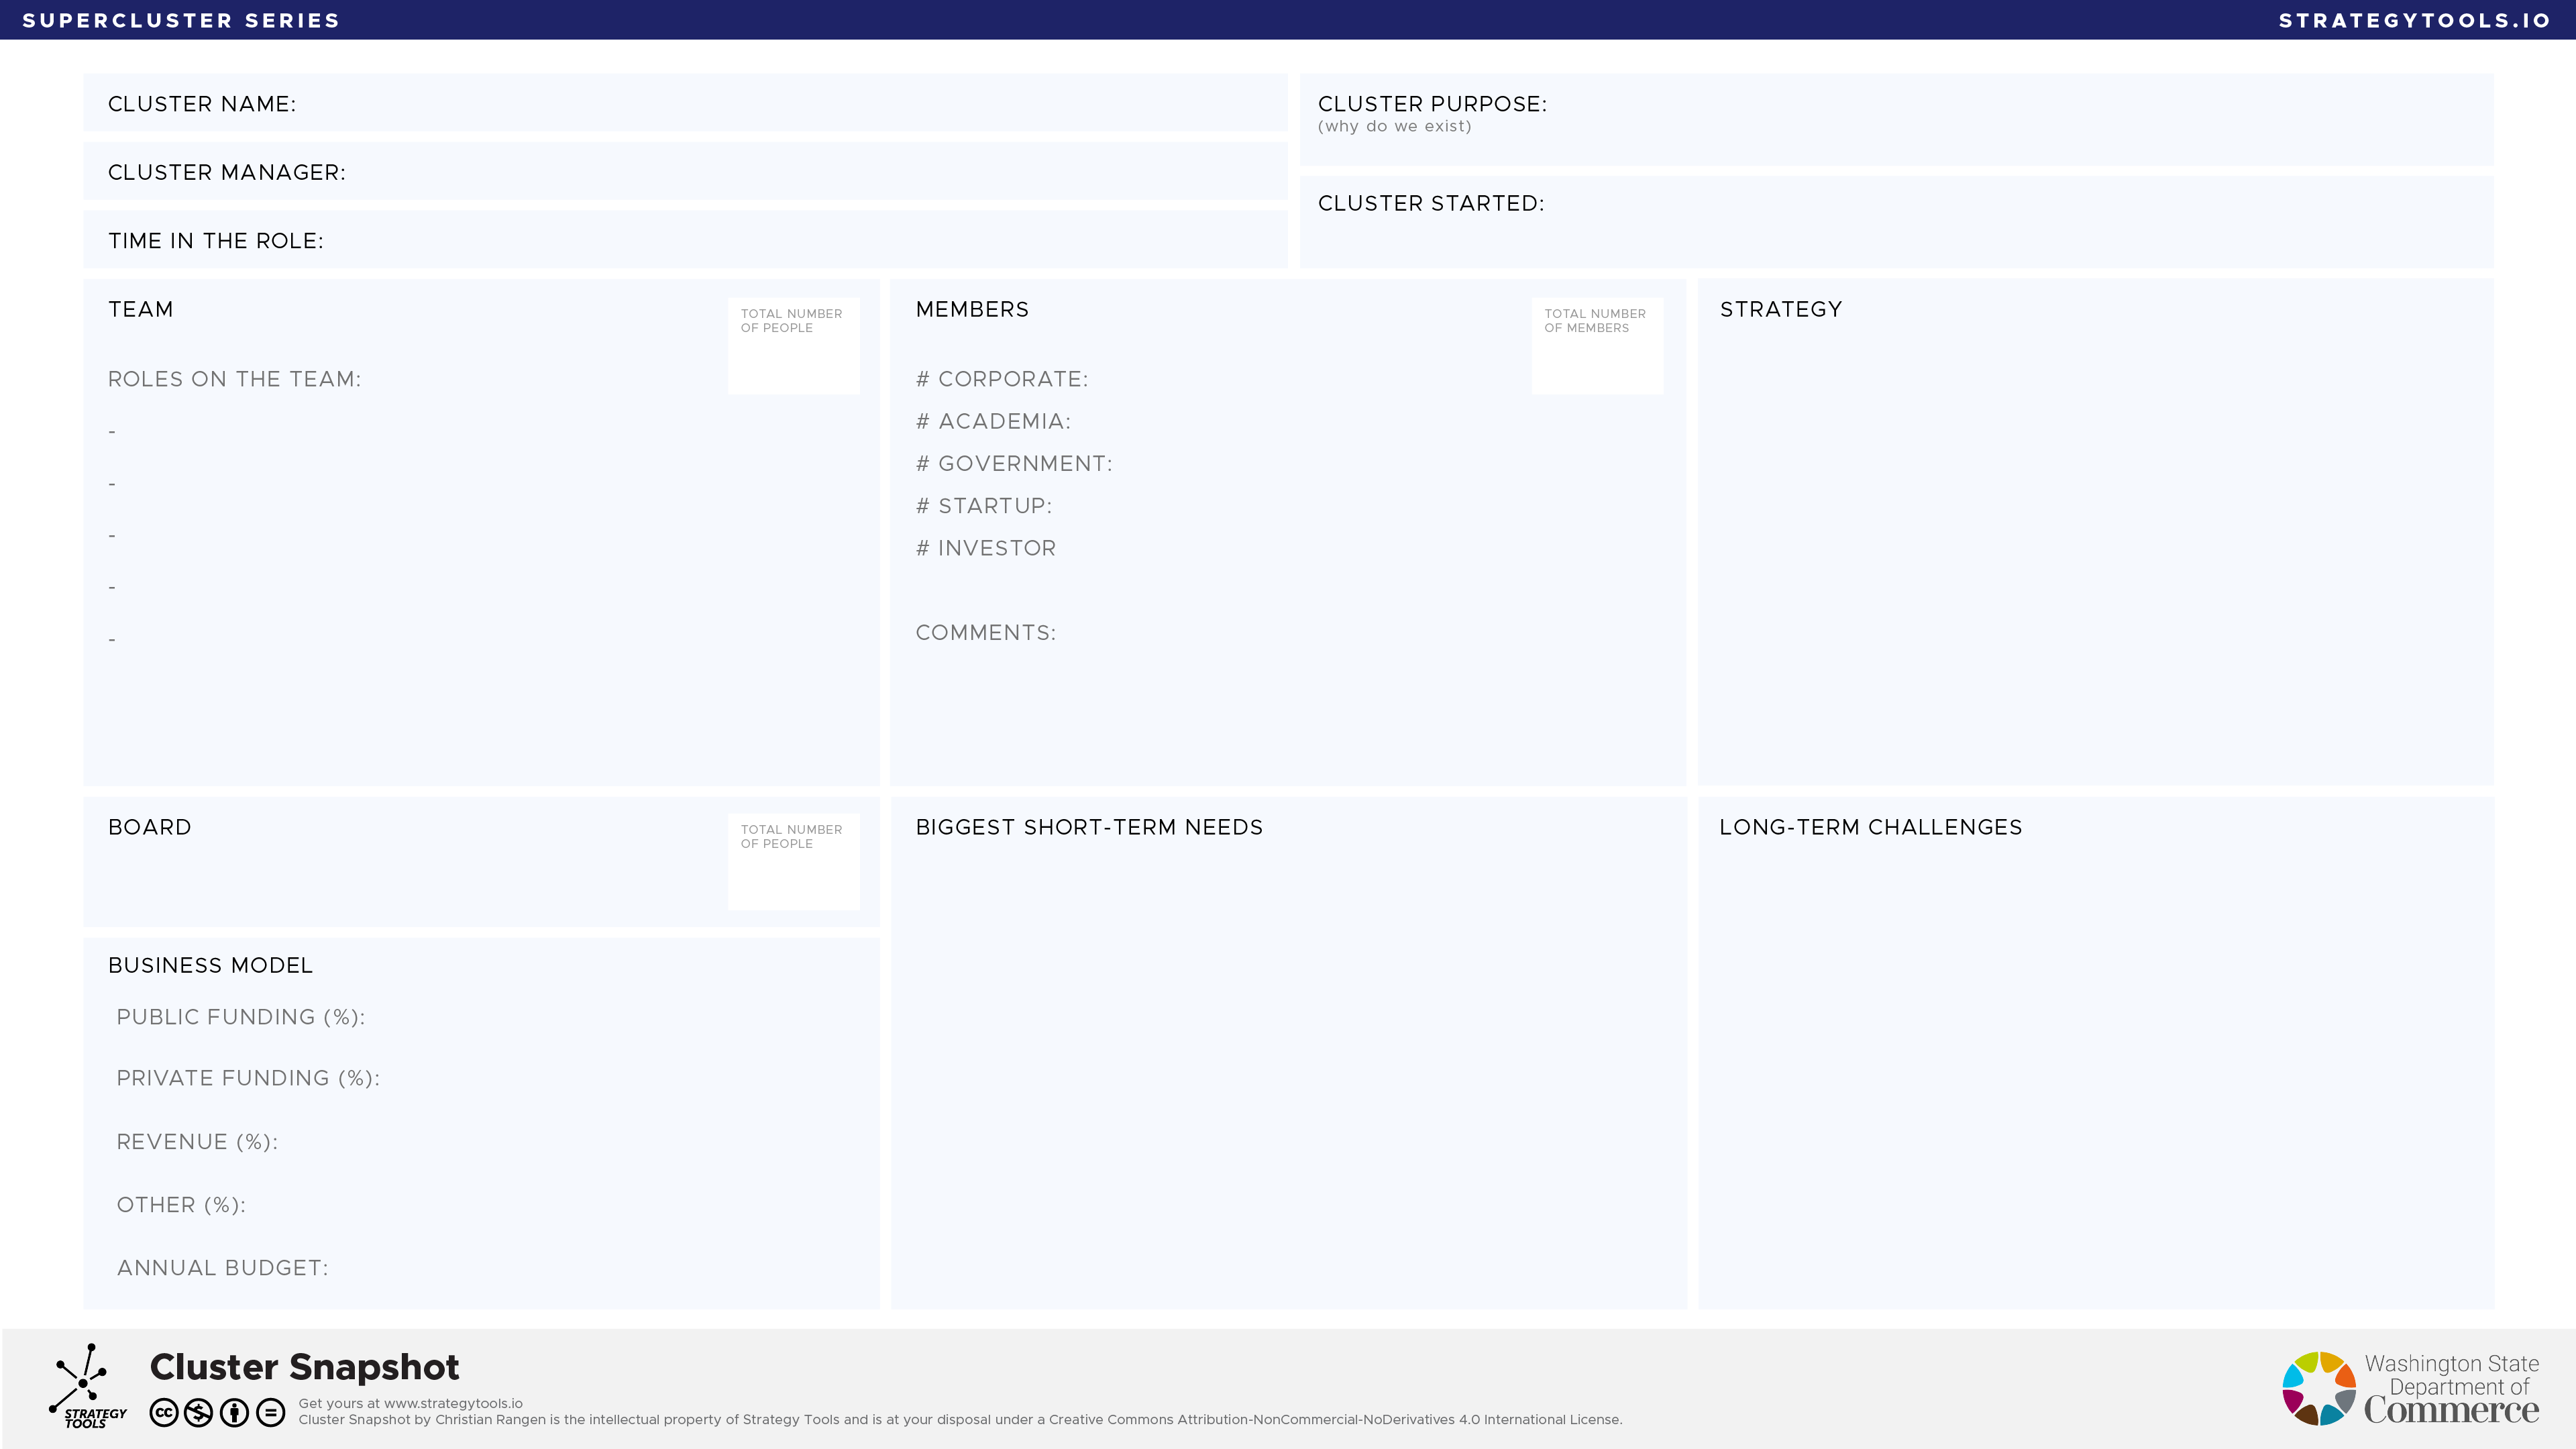 SUPERCLUSTER SERIES
STRATEGYTOOLS.IO
CLUSTER NAME:
CLUSTER MANAGER:
TIME IN THE ROLE:
CLUSTER PURPOSE:
(why do we exist)
CLUSTER STARTED:
TEAM
TOTAL NUMBER
OF PEOPLE
ROLES ON THE TEAM:
-
-
-
-
-
MEMBERS
TOTAL NUMBER
OF MEMBERS
# CORPORATE:
# ACADEMIA:
# GOVERNMENT:
# STARTUP:
# INVESTOR
COMMENTS:
STRATEGY
BOARD
TOTAL NUMBER
OF PEOPLE
BUSINESS MODEL
PUBLIC FUNDING (%):
PRIVATE FUNDING (%):
REVENUE (%):
OTHER (%):
ANNUAL BUDGET:
BIGGEST SHORT-TERM NEEDS
LONG-TERM CHALLENGES
STRATEGY
TOOLS
Cluster Snapshot
cc $ =
Get yours at www.strategytools.io
Cluster Snapshot by Christian Rangen is the intellectual property of Strategy Tools and is at your disposal under a Creative Commons Attribution-NonCommercial-NoDerivatives 4.0 International License.
Washington State
Department of
Commerce